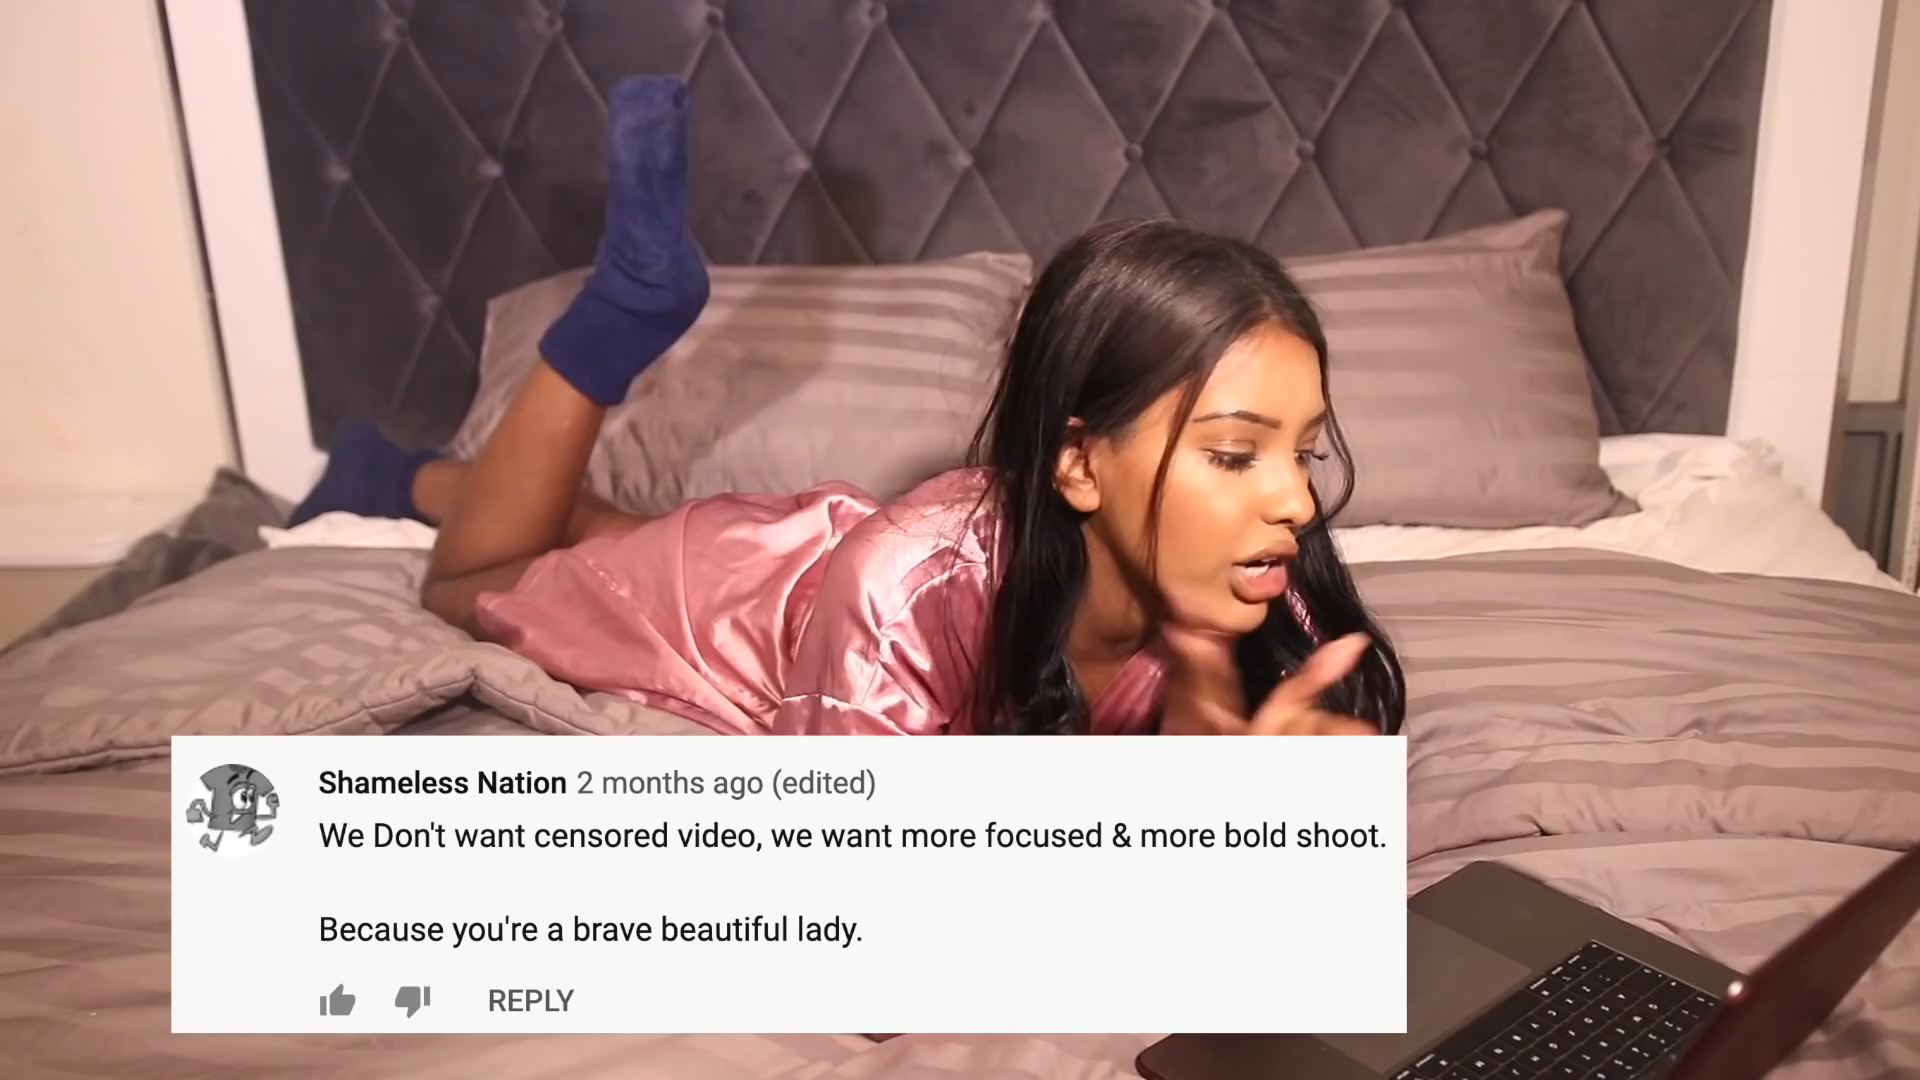 Shameless Nation 2 months ago (edited)
We Don't want censored video, we want more focused & more bold shoot.
Because you're a brave beautiful lady.
REPLY